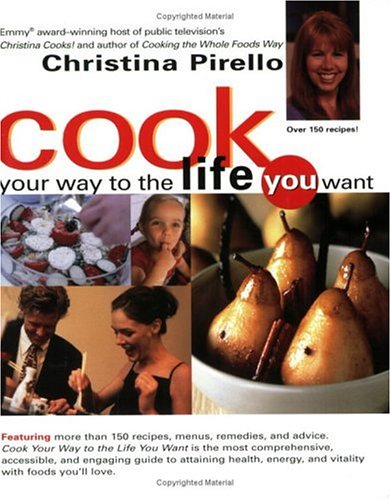 Copyrighted Material
Emmy® award-winning host of public television's
Christina Cooks! and author of Cooking the Whole Foods Way
Christina Pirello
Over 150 recipes!
cook
your way to the life you want
Featuring more than 150 recipes, menus, remedies, and advice.
Cook Your Way to the Life You Want is the most comprehensive,
accessible, and engaging guide to attaining health, energy, and vitality
with foods you'll love.
Copyrighted Material